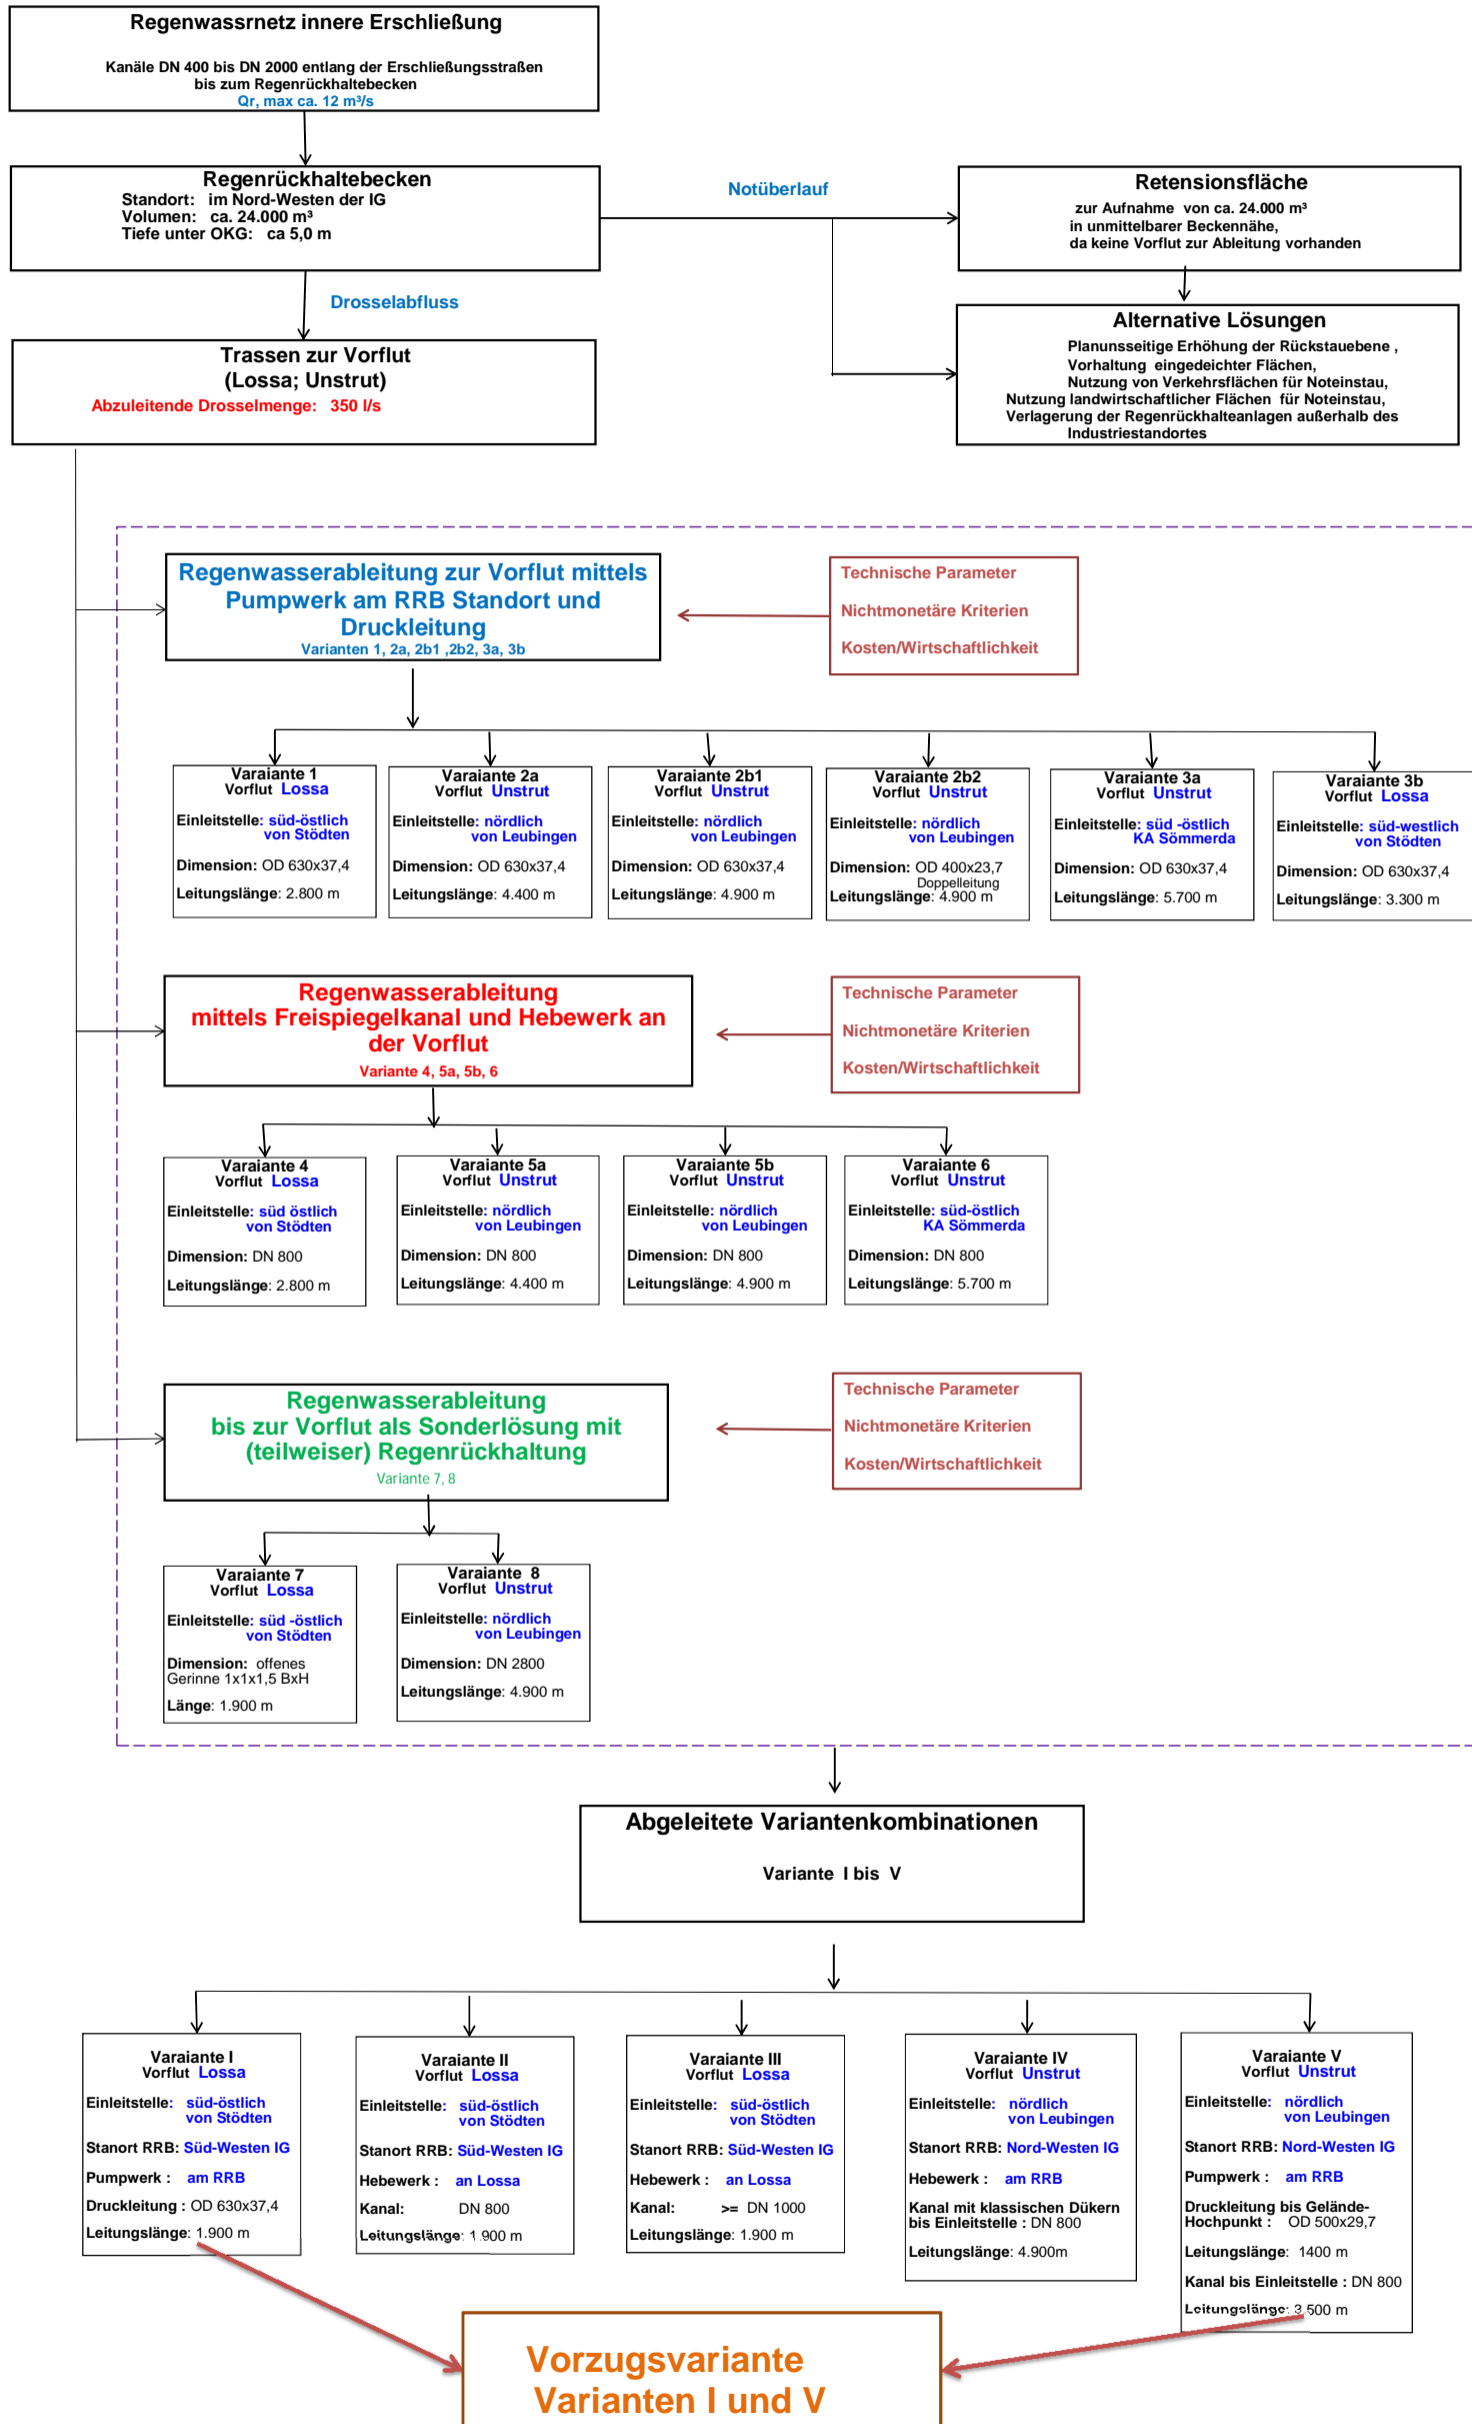 Regenwassrnetz innere Erschließung
Kanäle DN 400 bis DN 2000 entlang der Erschließungsstraßen
bis zum Regenrückhaltebecken
Qr, max ca. 12 m³/s
Regenrückhaltebecken
Standort: im Nord-Westen der IG
Volumen: ca. 24.000 m³
Tiefe unter OKG: ca 5,0 m
Notüberlauf
Retensionsfläche
zur Aufnahme von ca. 24.000 m³
in unmittelbarer Beckennähe,
da keine Vorflut zur Ableitung vorhanden
Drosselabfluss
Alternative Lösungen
Planunsseitige Erhöhung der Rückstauebene ,
Vorhaltung eingedeichter Flächen,
Nutzung von Verkehrsflächen für Noteinstau,
Nutzung landwirtschaftlicher Flächen für Noteinstau,
Verlagerung der Regenrückhalteanlagen außerhalb des
Industriestandortes
Trassen zur Vorflut
(Lossa; Unstrut)
Abzuleitende Drosselmenge: 350 l/s
Regenwasserableitung zur Vorflut mittels
Pumpwerk am RRB Standort und
Druckleitung
Varianten 1, 2a, 2b1 ,2b2, 3a, 3b
Technische Parameter
Nichtmonetäre Kriterien
Kosten/Wirtschaftlichkeit
Varaiante 1
Vorflut Lossa
Einleitstelle: süd-östlich
von Stödten
Dimension: OD 630x37,4
Leitungslänge: 2.800 m
Varaiante 2a
Vorflut Unstrut
Einleitstelle: nördlich
von Leubingen
Dimension: OD 630x37,4
Leitungslänge: 4.400 m
Varaiante 2b1
Vorflut Unstrut
Einleitstelle: nördlich
von Leubingen
Dimension: OD 630x37,4
Leitungslänge: 4.900 m
Varaiante 2b2
Vorflut Unstrut
Einleitstelle: nördlich
von Leubingen
Dimension: OD 400x23,7
Doppelleitung
Leitungslänge: 4.900 m
Varaiante 3a
Vorflut Unstrut
Einleitstelle: süd -östlich
KA Sömmerda
Dimension: OD 630x37,4
Leitungslänge: 5.700 m
Varaiante 3b
Vorflut Lossa
Einleitstelle: süd-westlich
von Stödten
Dimension: OD 630x37,4
Leitungslänge: 3.300 m
Regenwasserableitung
mittels Freispiegelkanal und Hebewerk an
der Vorflut
Variante 4, 5a, 5b, 6
Technische Parameter
Nichtmonetäre Kriterien
Kosten/Wirtschaftlichkeit
Varaiante 4
Vorflut Lossa
Einleitstelle: süd östlich
von Stödten
Dimension: DN 800
Leitungslänge: 2.800 m
Varaiante 5a
Vorflut Unstrut
Einleitstelle: nördlich
von Leubingen
Dimension: DN 800
Leitungslänge: 4.400 m
Varaiante 5b
Vorflut Unstrut
Einleitstelle: nördlich
von Leubingen
Dimension: DN 800
Leitungslänge: 4.900 m
Varaiante 6
Vorflut Unstrut
Einleitstelle: süd-östlich
KA Sömmerda
Dimension: DN 800
Leitungslänge: 5.700 m
Regenwasserableitung
bis zur Vorflut als Sonderlösung mit
(teilweiser) Regenrückhaltung
Variante 7, 8
Technische Parameter
Nichtmonetäre Kriterien
Kosten/Wirtschaftlichkeit
Varaiante 7
Vorflut Lossa
Einleitstelle: süd -östlich
von Stödten
Dimension: offenes
Gerinne 1x1x1,5 BxH
Länge: 1.900 m
Varaiante 8
Vorflut Unstrut
Einleitstelle: nördlich
von Leubingen
Dimension: DN 2800
Leitungslänge: 4.900 m
Abgeleitete Variantenkombinationen
Variante I bis V
Varaiante I
Vorflut Lossa
Einleitstelle: süd-östlich
von Stödten
Stanort RRB: Süd-Westen IG
Pumpwerk : am RRB
Druckleitung : OD 630x37,4
Leitungslänge: 1.900 m
Varaiante II
Vorflut Lossa
Einleitstelle: süd-östlich
von Stödten
Stanort RRB: Süd-Westen IG
Hebewerk : an Lossa
Kanal: DN 800
Leitungslänge: 1.900 m
Varaiante III
Vorflut Lossa
Einleitstelle: süd-östlich
von Stödten
Stanort RRB: Süd-Westen IG
Hebewerk : an Lossa
Kanal: >= DN 1000
Leitungslänge: 1.900 m
Varaiante IV
Vorflut Unstrut
Einleitstelle: nördlich
von Leubingen
Stanort RRB: Nord-Westen IG
Hebewerk : am RRB
Kanal mit klassischen Dükern
bis Einleitstelle : DN 800
Leitungslänge: 4.900m
Varaiante V
Vorflut Unstrut
Einleitstelle: nördlich
von Leubingen
Stanort RRB: Nord-Westen IG
Pumpwerk : am RRB
Druckleitung bis Gelände-
Hochpunkt : OD 500x29,7
Leitungslänge: 1400 m
Kanal bis Einleitstelle : DN 800
Leitungslänge: 3.500 m
Vorzugsvariante
Varianten I und V